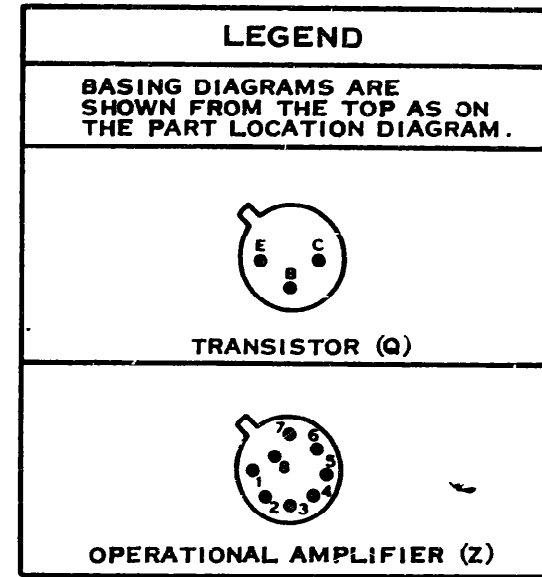 LEGEND
BASING DIAGRAMS ARE
SHOWN FROM THE TOP AS ON
THE PART LOCATION DIAGRAM.
E C
B
TRANSISTOR (Q)
7 6
8 5
1
2 3 4
OPERATIONAL AMPLIFIER (Z)